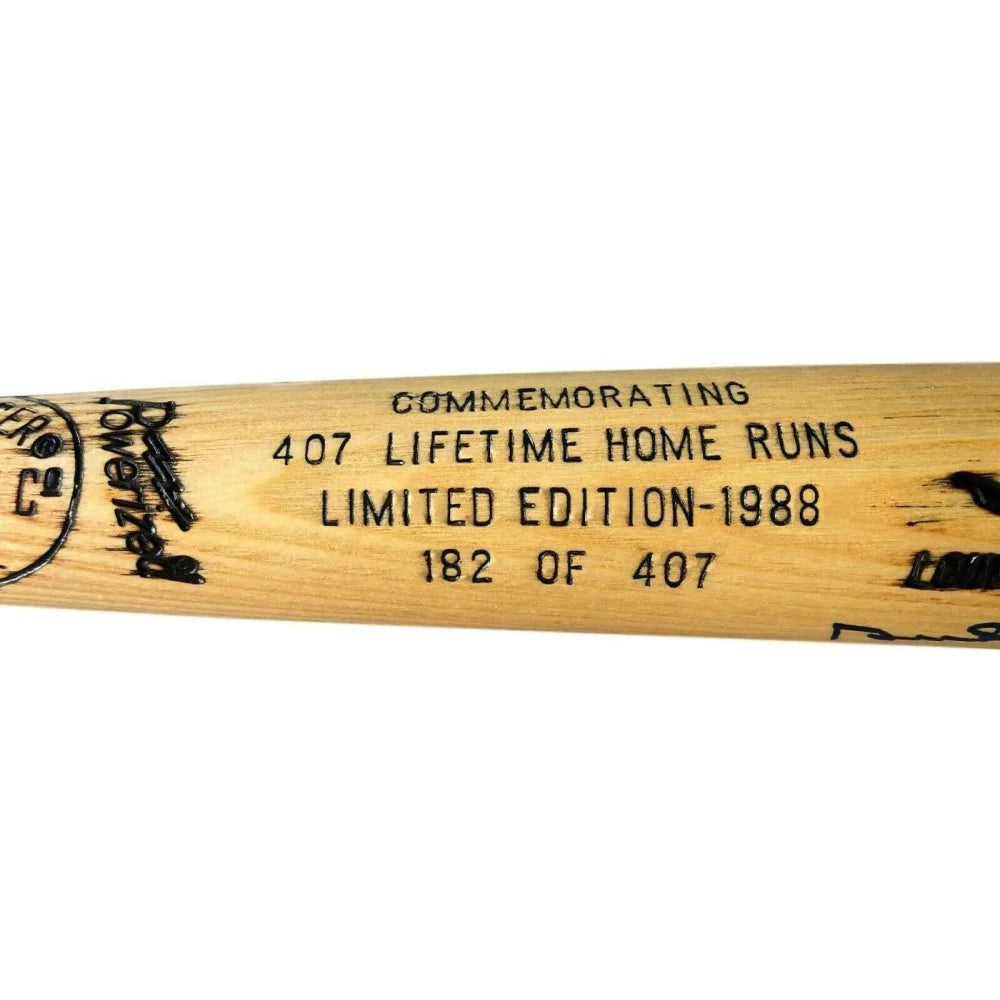 COMMEMORATING
407 LIFETIME HOME RUNS
LIMITED EDITION-1988
182 OF 407
Powerized